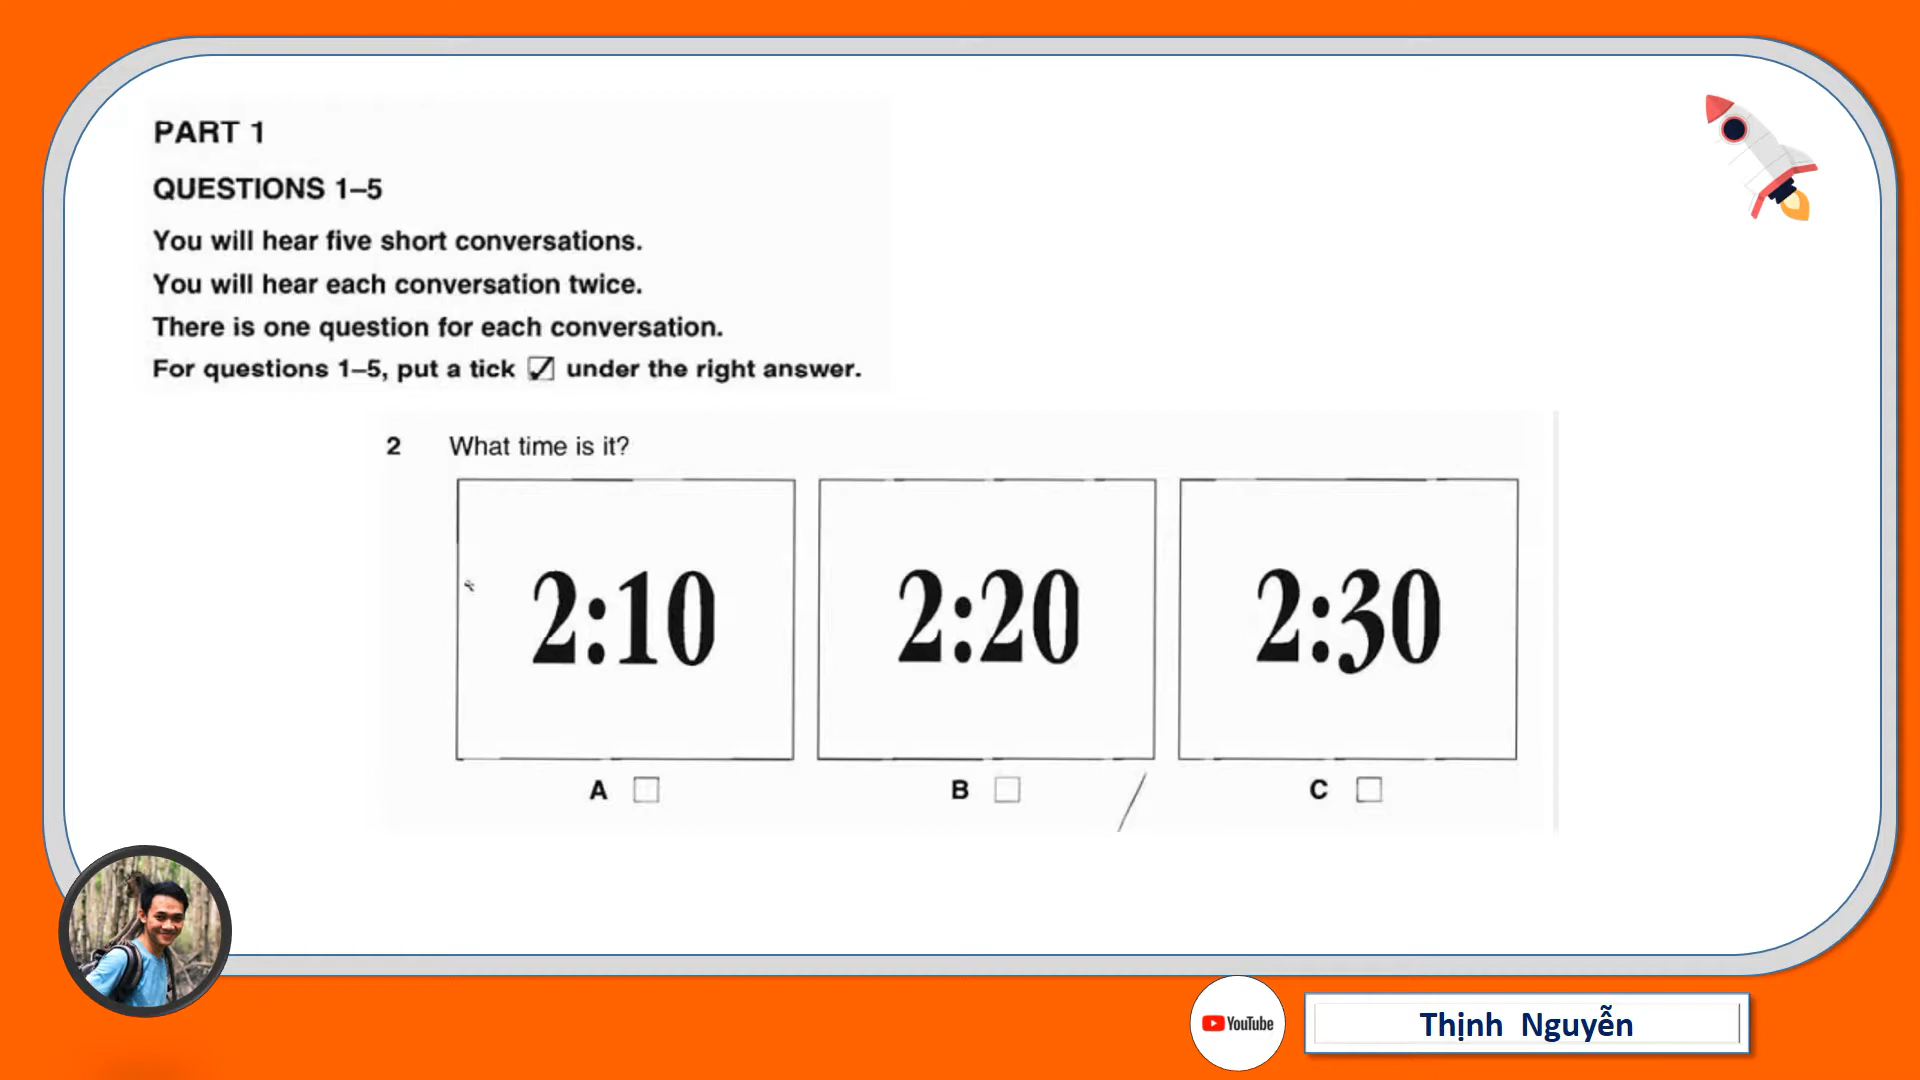 PART 1
QUESTIONS 1–5
You will hear five short conversations.
You will hear each conversation twice.
There is one question for each conversation.
For questions 1–5, put a tick ☑ under the right answer.
2 What time is it?
2:10 2:20 2:30
A B C
YouTube
Thịnh Nguyễn